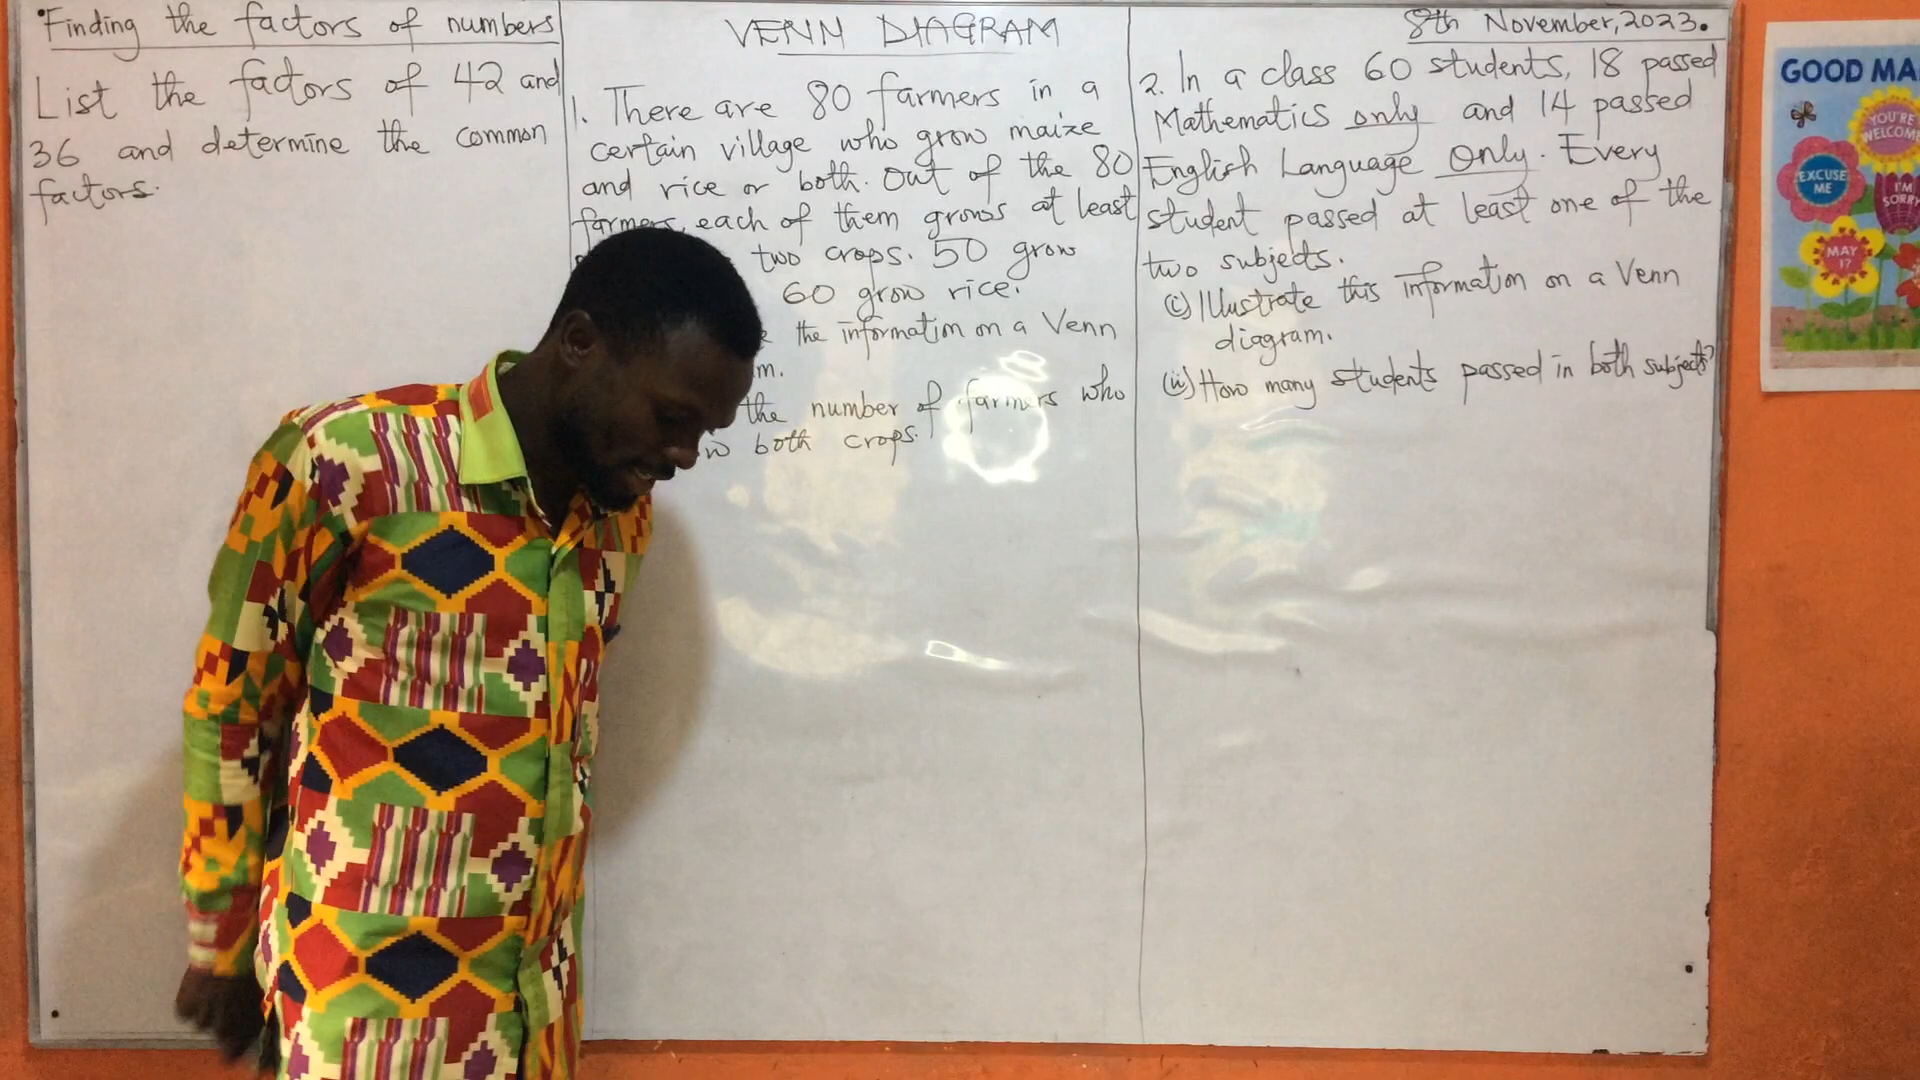 Finding the factors of numbers
List the factors of 42 and
36 and determine the common
factors.
VENN DIAGRAM
1. There are 80 farmers in a
certain village who grow maize
and rice or both. Out of the 80
farmers, each of them grows at least
two crops. 50 grow
60 grow rice.
the information on a Venn
m.
the number of farmers who
w both crops.
8th November, 2023.
2. In a class 60 students, 18 passed
Mathematics only and 14 passed
English Language Only. Every
student passed at least one of the
two subjects.
(i) Illustrate this information on a Venn
diagram.
(ii) How many students passed in both subjects?
GOOD MA
YOU'RE
WELCOME
EXCUSE
ME
I'M
SORRY
MAY
I?